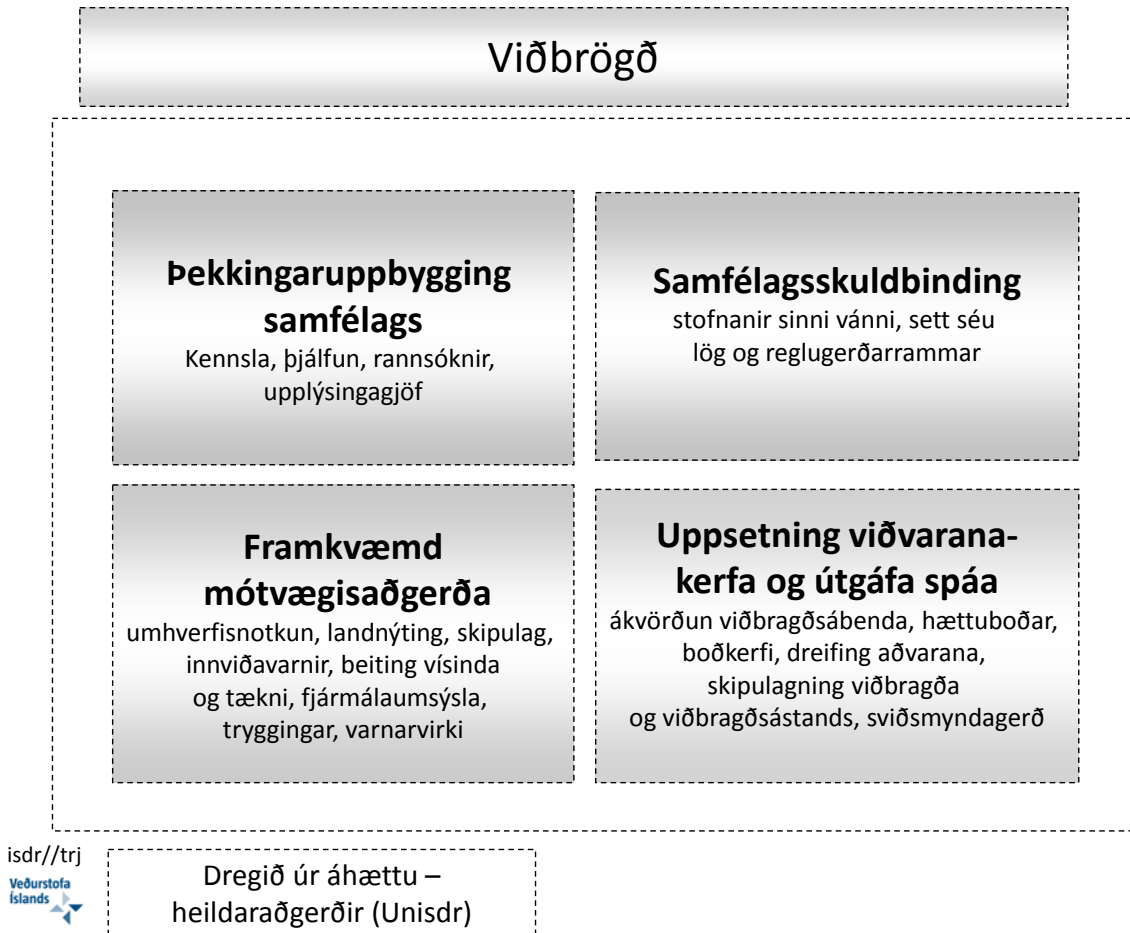 Viðbrögð
Þekkingaruppbygging
samfélags
Kennsla, þjálfun, rannsóknir,
upplýsingagjöf
Samfélagsskuldbinding
stofnanir sinni vánni, sett séu
lög og reglugerðarrammar
Framkvæmd
mótvægisaðgerða
umhverfisnotkun, landnýting, skipulag,
innviðavarnir, beiting vísinda
og tækni, fjármálaumsýsla,
tryggingar, varnarvirki
Uppsetning viðvarana-
kerfa og útgáfa spáa
ákvörðun viðbragðsábenda, hættuboðar,
boðkerfi, dreifing aðvarana,
skipulagning viðbragða
og viðbragðsástands, sviðsmyndagerð
isdr//trj
Veðurstofa
Íslands
Dregið úr áhættu –
heildaraðgerðir (Unisdr)